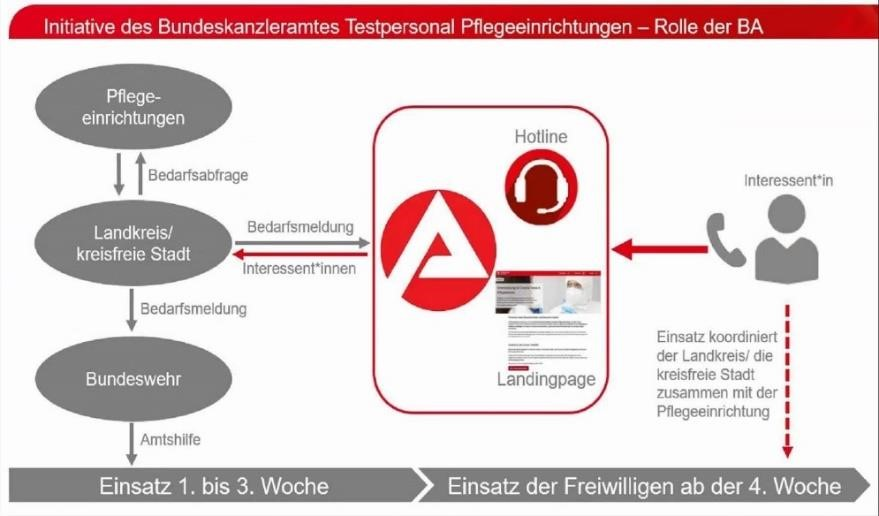 Initiative des Bundeskanzleramtes Testpersonal Pflegeeinrichtungen – Rolle der BA
Pflege-
einrichtungen
Bedarfsabfrage
Landkreis/
kreisfreie Stadt
Bedarfsmeldung
Interessent*innen
Bedarfsmeldung
Bundeswehr
Amtshilfe
Hotline
Landingpage
Interessent*in
Einsatz koordiniert
der Landkreis/ die
kreisfreie Stadt
zusammen mit der
Pflegeeinrichtung
Einsatz 1. bis 3. Woche
Einsatz der Freiwilligen ab der 4. Woche